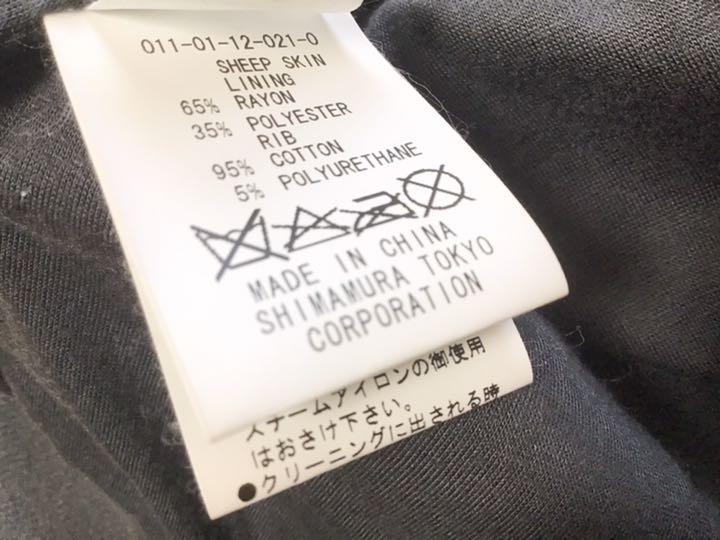 011-01-12-021-0
SHEEP SKIN
LINING
65% RAYON
35% POLYESTER
RIB
95% COTTON
5% POLYURETHANE
MADE IN CHINA
SHIMAMURA TOKYO
CORPORATION
スチームアイロンの御使用
はおさけ下さい。
●クリーニングに出される時